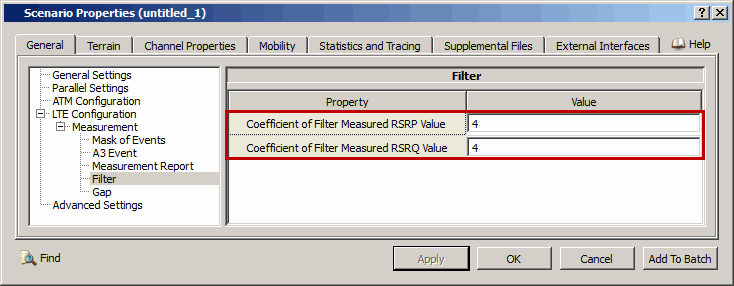 Scenario Properties (untitled_1)
General Terrain Channel Properties Mobility Statistics and Tracing Supplemental Files External Interfaces Help
General Settings
Parallel Settings
ATM Configuration
LTE Configuration
Measurement
Mask of Events
A3 Event
Measurement Report
Filter
Gap
Advanced Settings
Filter
Property Value
Coefficient of Filter Measured RSRP Value 4
Coefficient of Filter Measured RSRQ Value 4
Find Apply OK Cancel Add To Batch